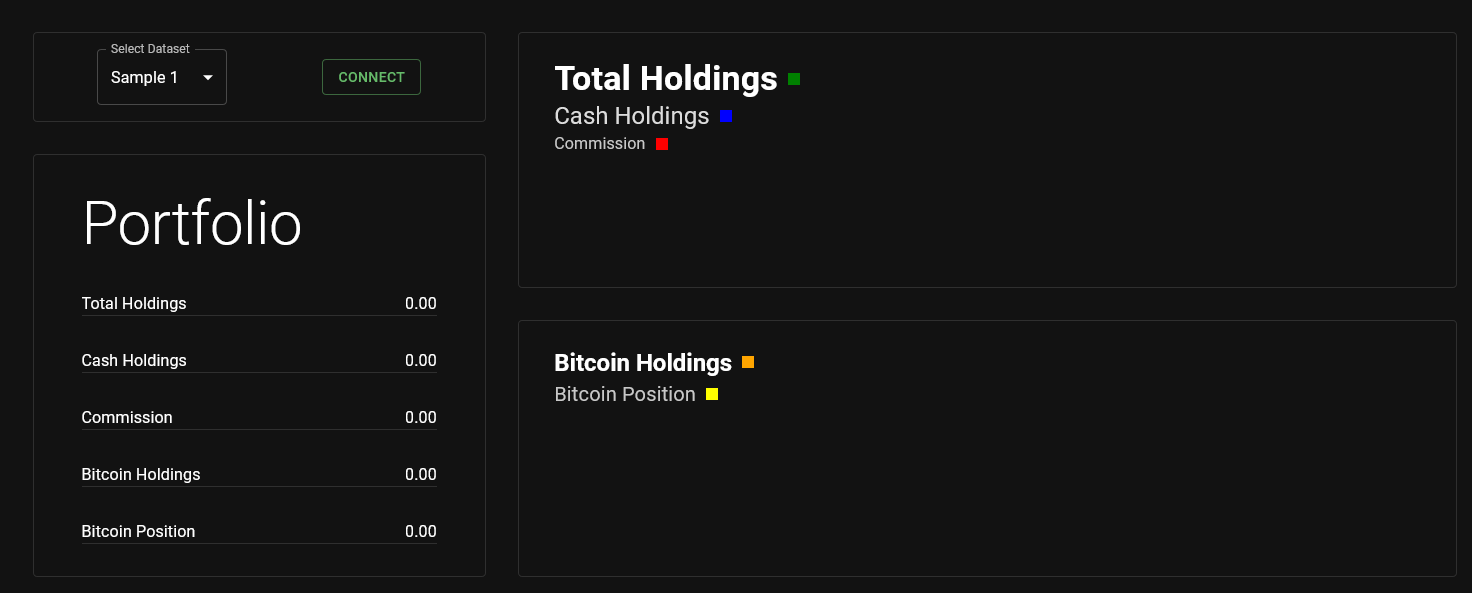 Select Dataset
Sample 1
CONNECT
Portfolio
Total Holdings 0.00
Cash Holdings 0.00
Commission 0.00
Bitcoin Holdings 0.00
Bitcoin Position 0.00
Total Holdings
Cash Holdings
Commission
Bitcoin Holdings
Bitcoin Position